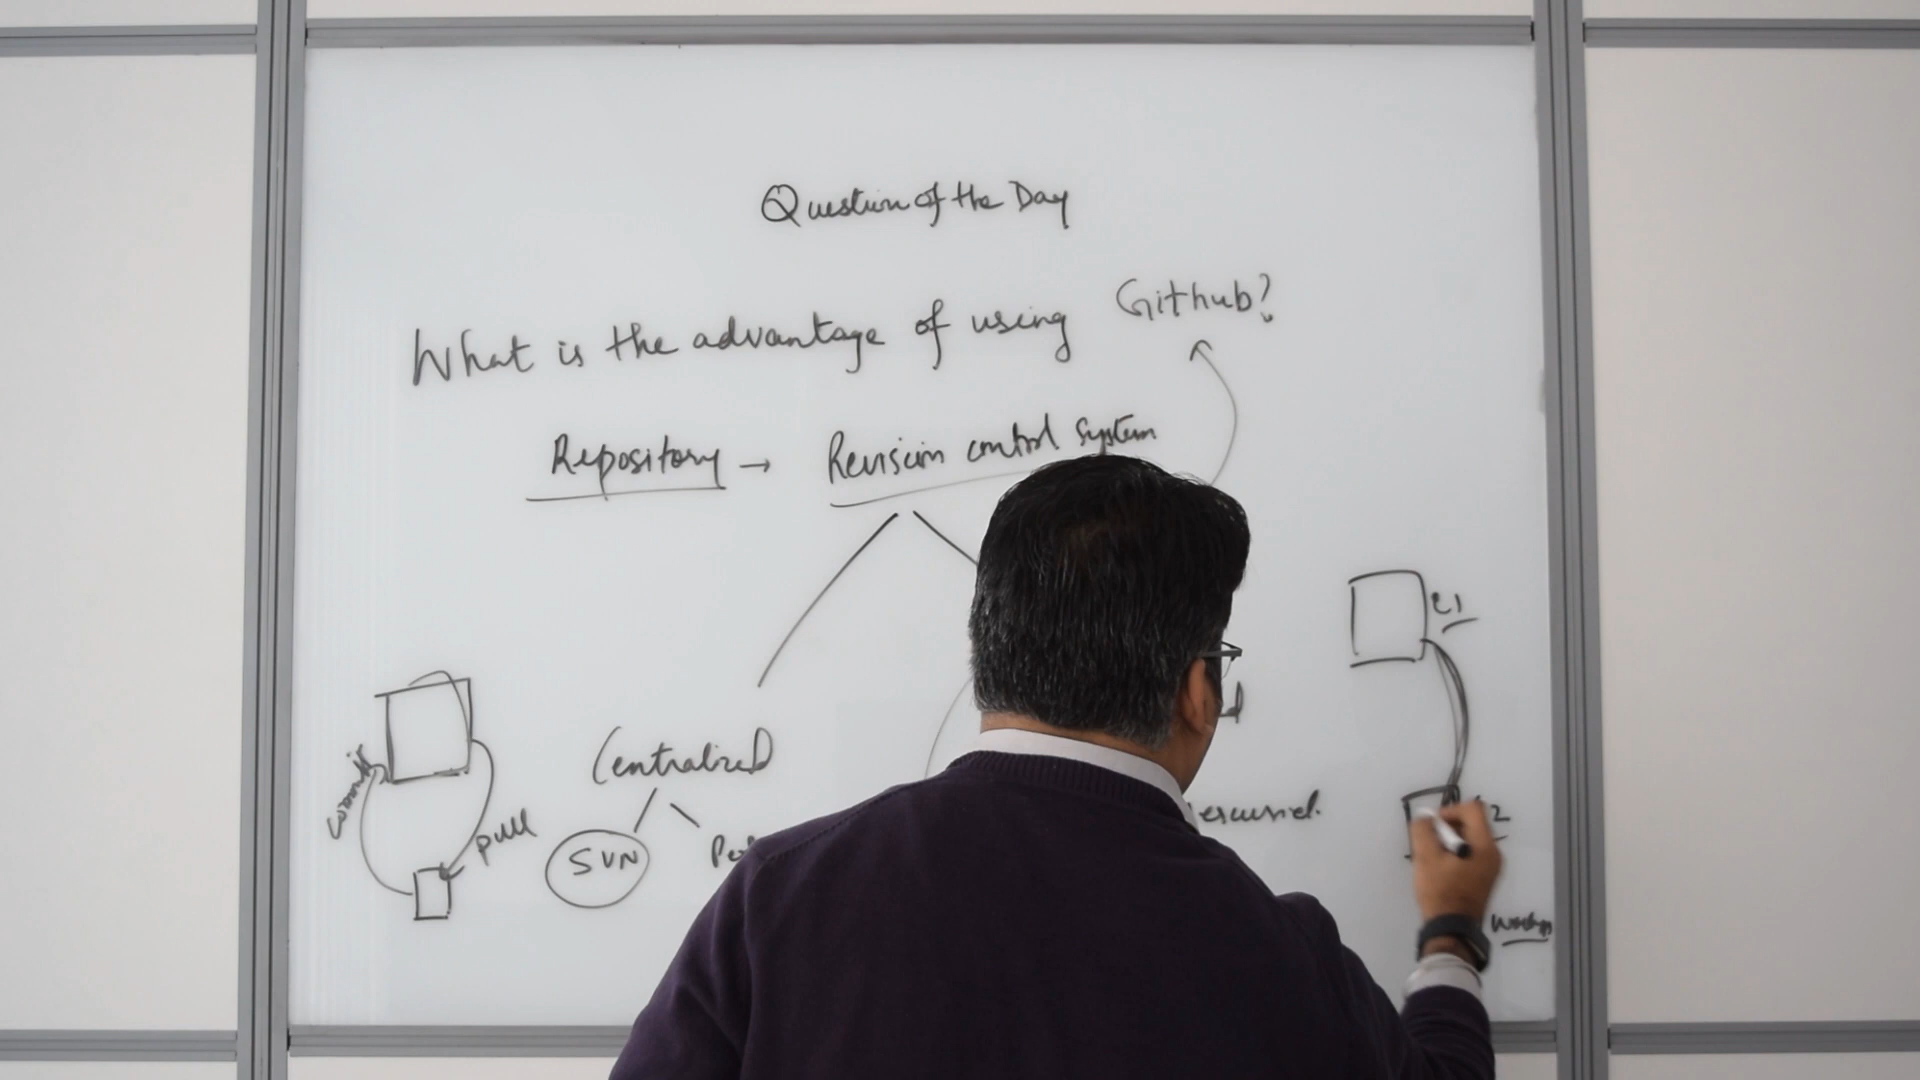 Question of the Day
What is the advantage of using Github?
Repository → Revision control system
Centralized
SVN
commit
pull